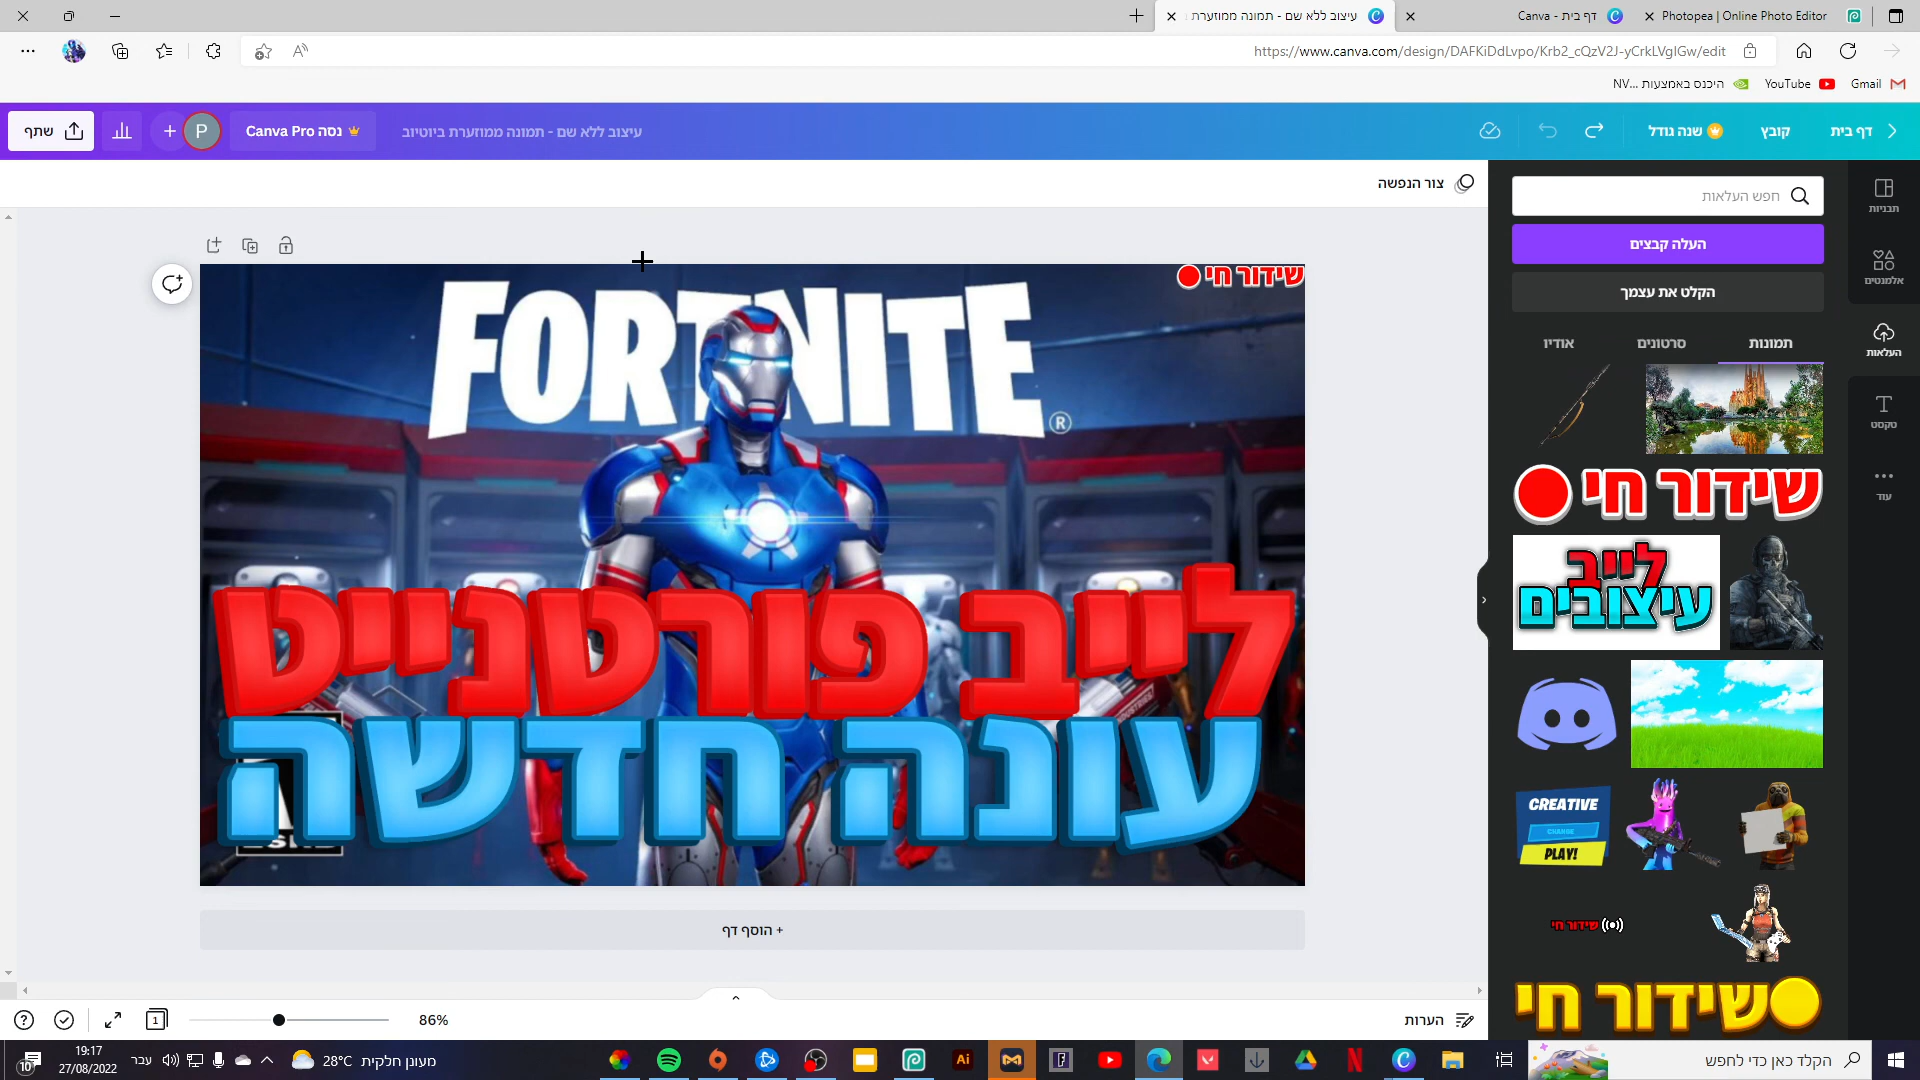 עיצוב ללא שם - תמונה ממוזערת
דף בית - Canva
Photopea | Online Photo Editor
https://www.canva.com/design/DAFKiDdLvpo/Krb2_cQzV2J-yCrkLVgIGw/edit
היכנס באמצעות NV...
YouTube
Gmail
שתף
P
נסה Canva Pro
עיצוב ללא שם - תמונה ממוזערת ביוטיוב
שנה גודל
קובץ
דף בית
צור הנפשה
חפש העלאות
העלה קבצים
הקלט את עצמך
תמונות
סרטונים
אודיו
תבניות
אלמנטים
העלאות
טקסט
עוד
שידור חי
FORTNITE
®
לייב פורטנייט
עונה חדשה
שידור חי
לייב
עיצובים
CREATIVE
CHANGE
PLAY!
שידור חי
שידור חי
+ הוסף דף
1
86%
הערות
10
19:17
27/08/2022
עבר
28°C
מעונן חלקית
Ai
הקלד כאן כדי לחפש